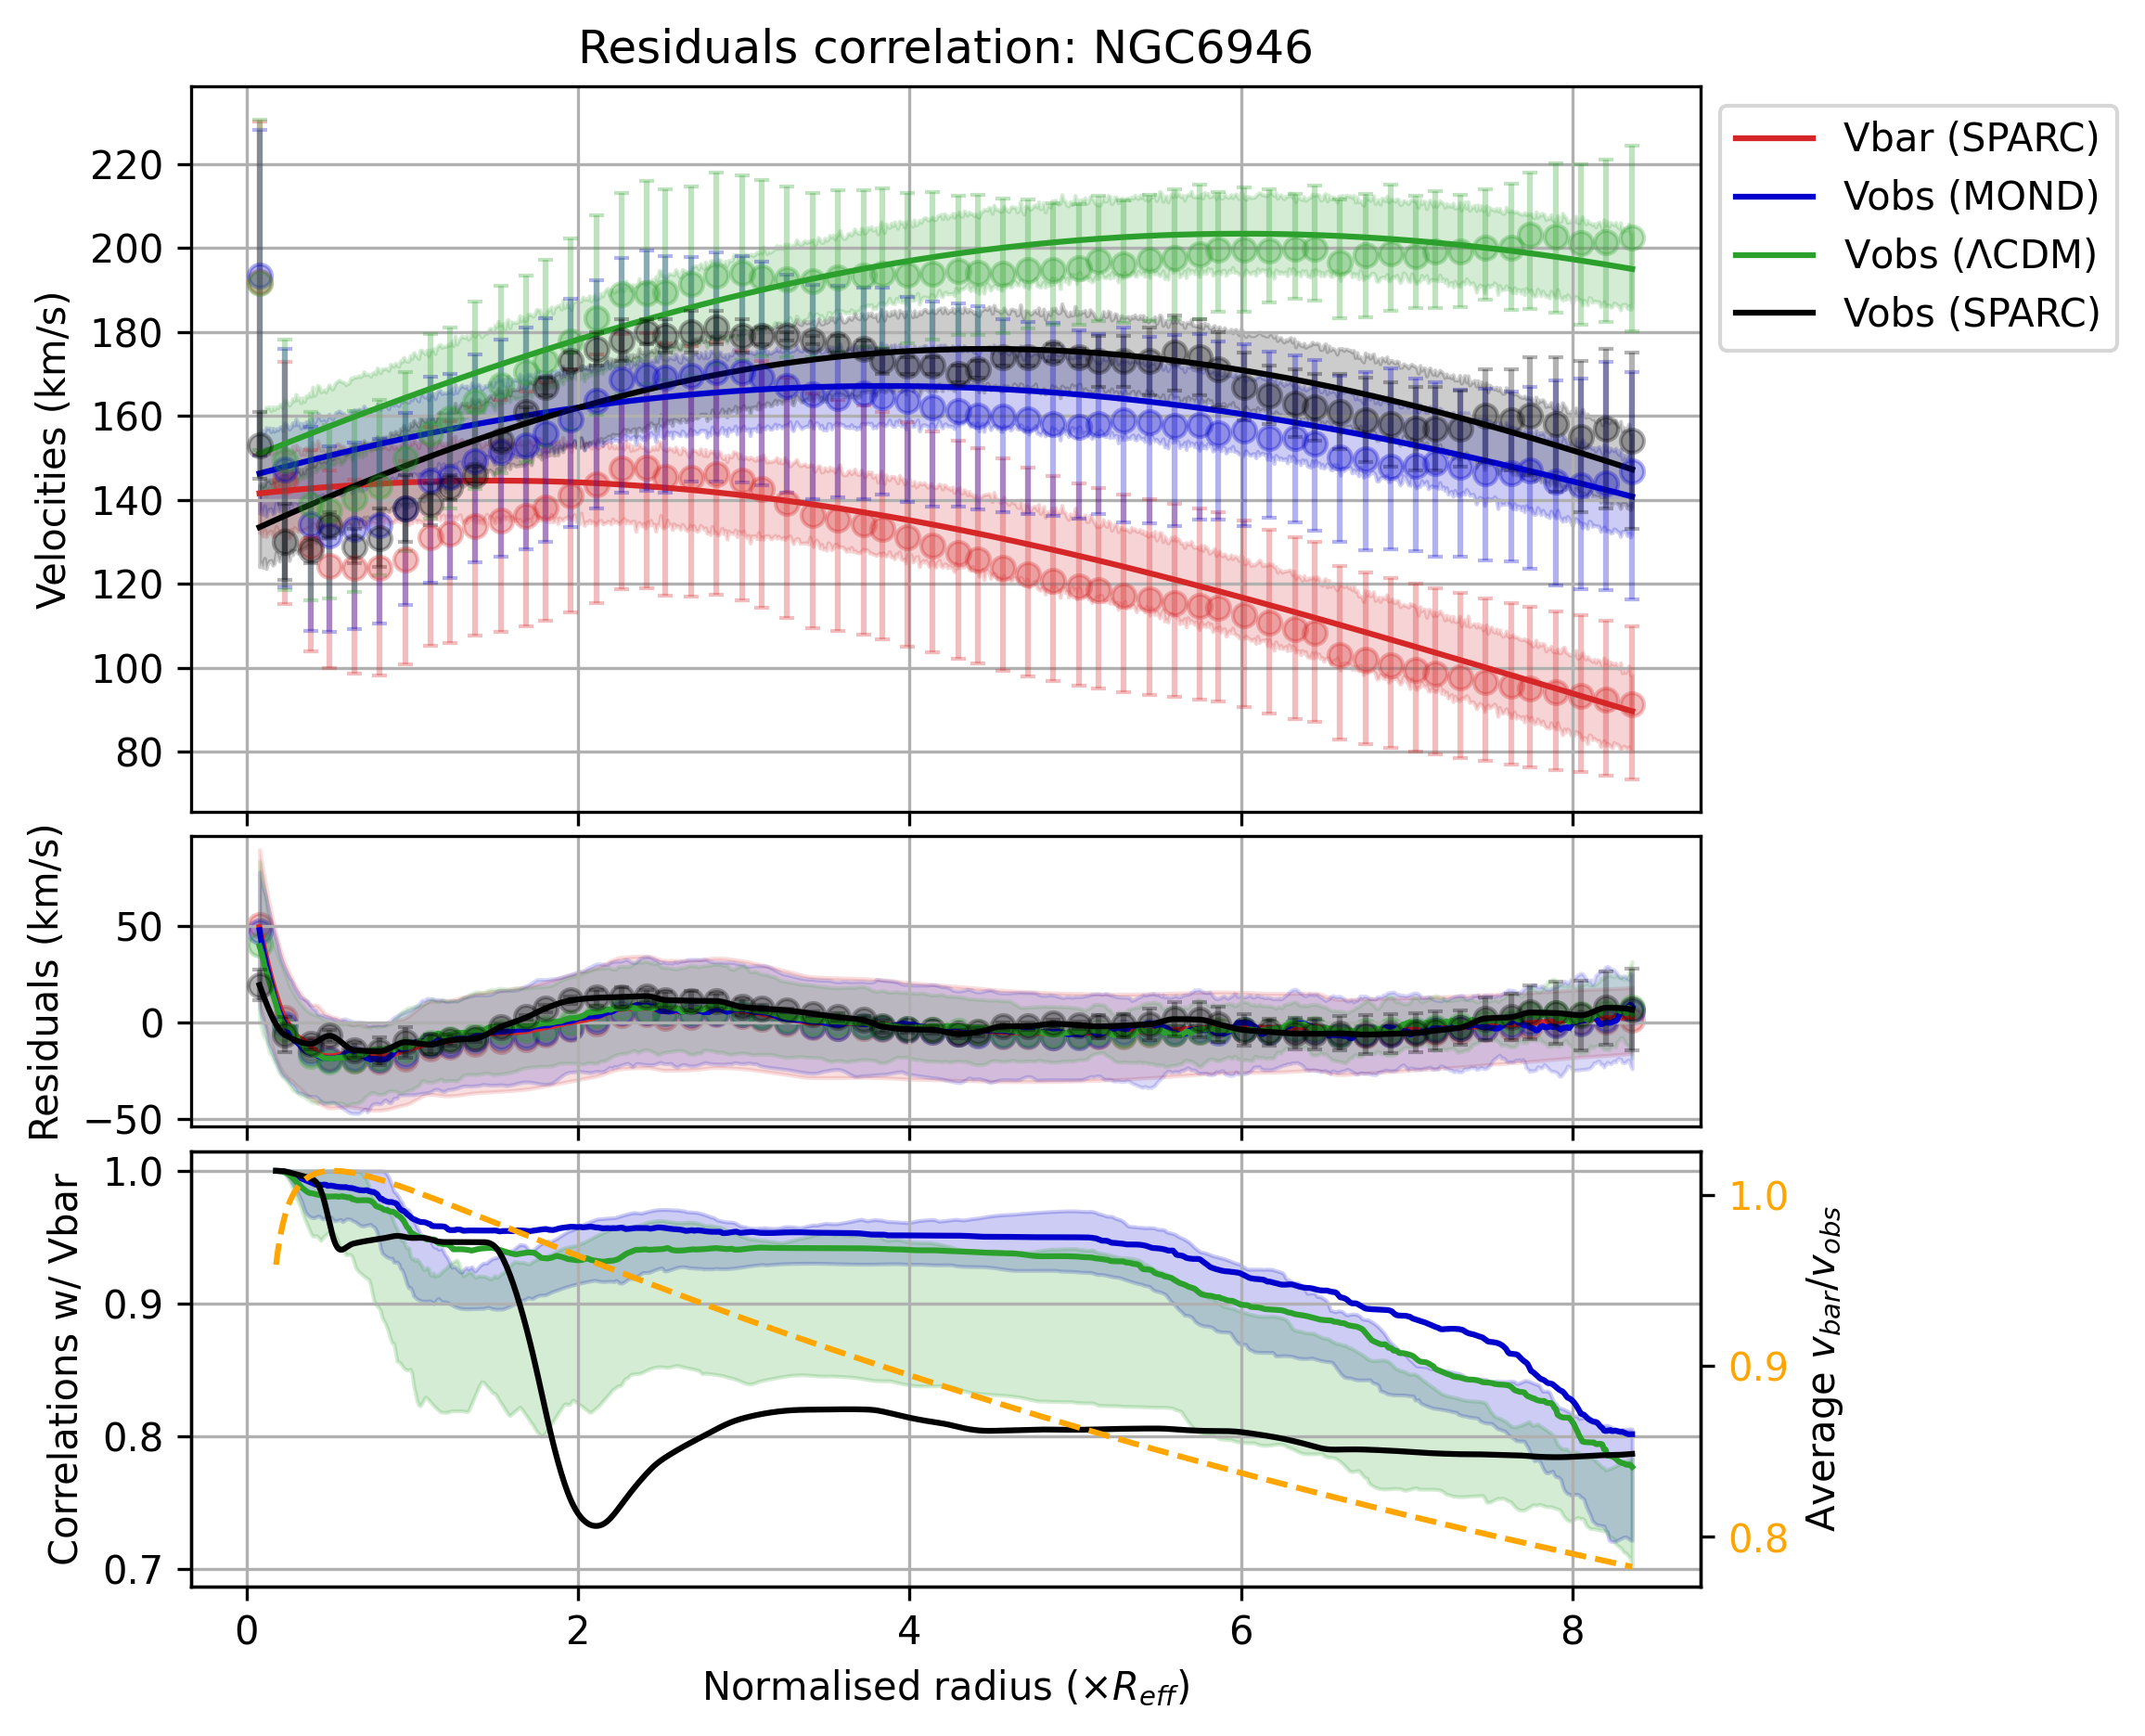 Residuals correlation: NGC6946
Velocities (km/s)
220
200
180
160
140
120
100
80
Vbar (SPARC)
Vobs (MOND)
Vobs (ΛCDM)
Vobs (SPARC)
Residuals (km/s)
50
0
−50
Correlations w/ Vbar
1.0
0.9
0.8
0.7
1.0
0.9
0.8
Average v_bar/v_obs
0 2 4 6 8
Normalised radius (×R_eff)